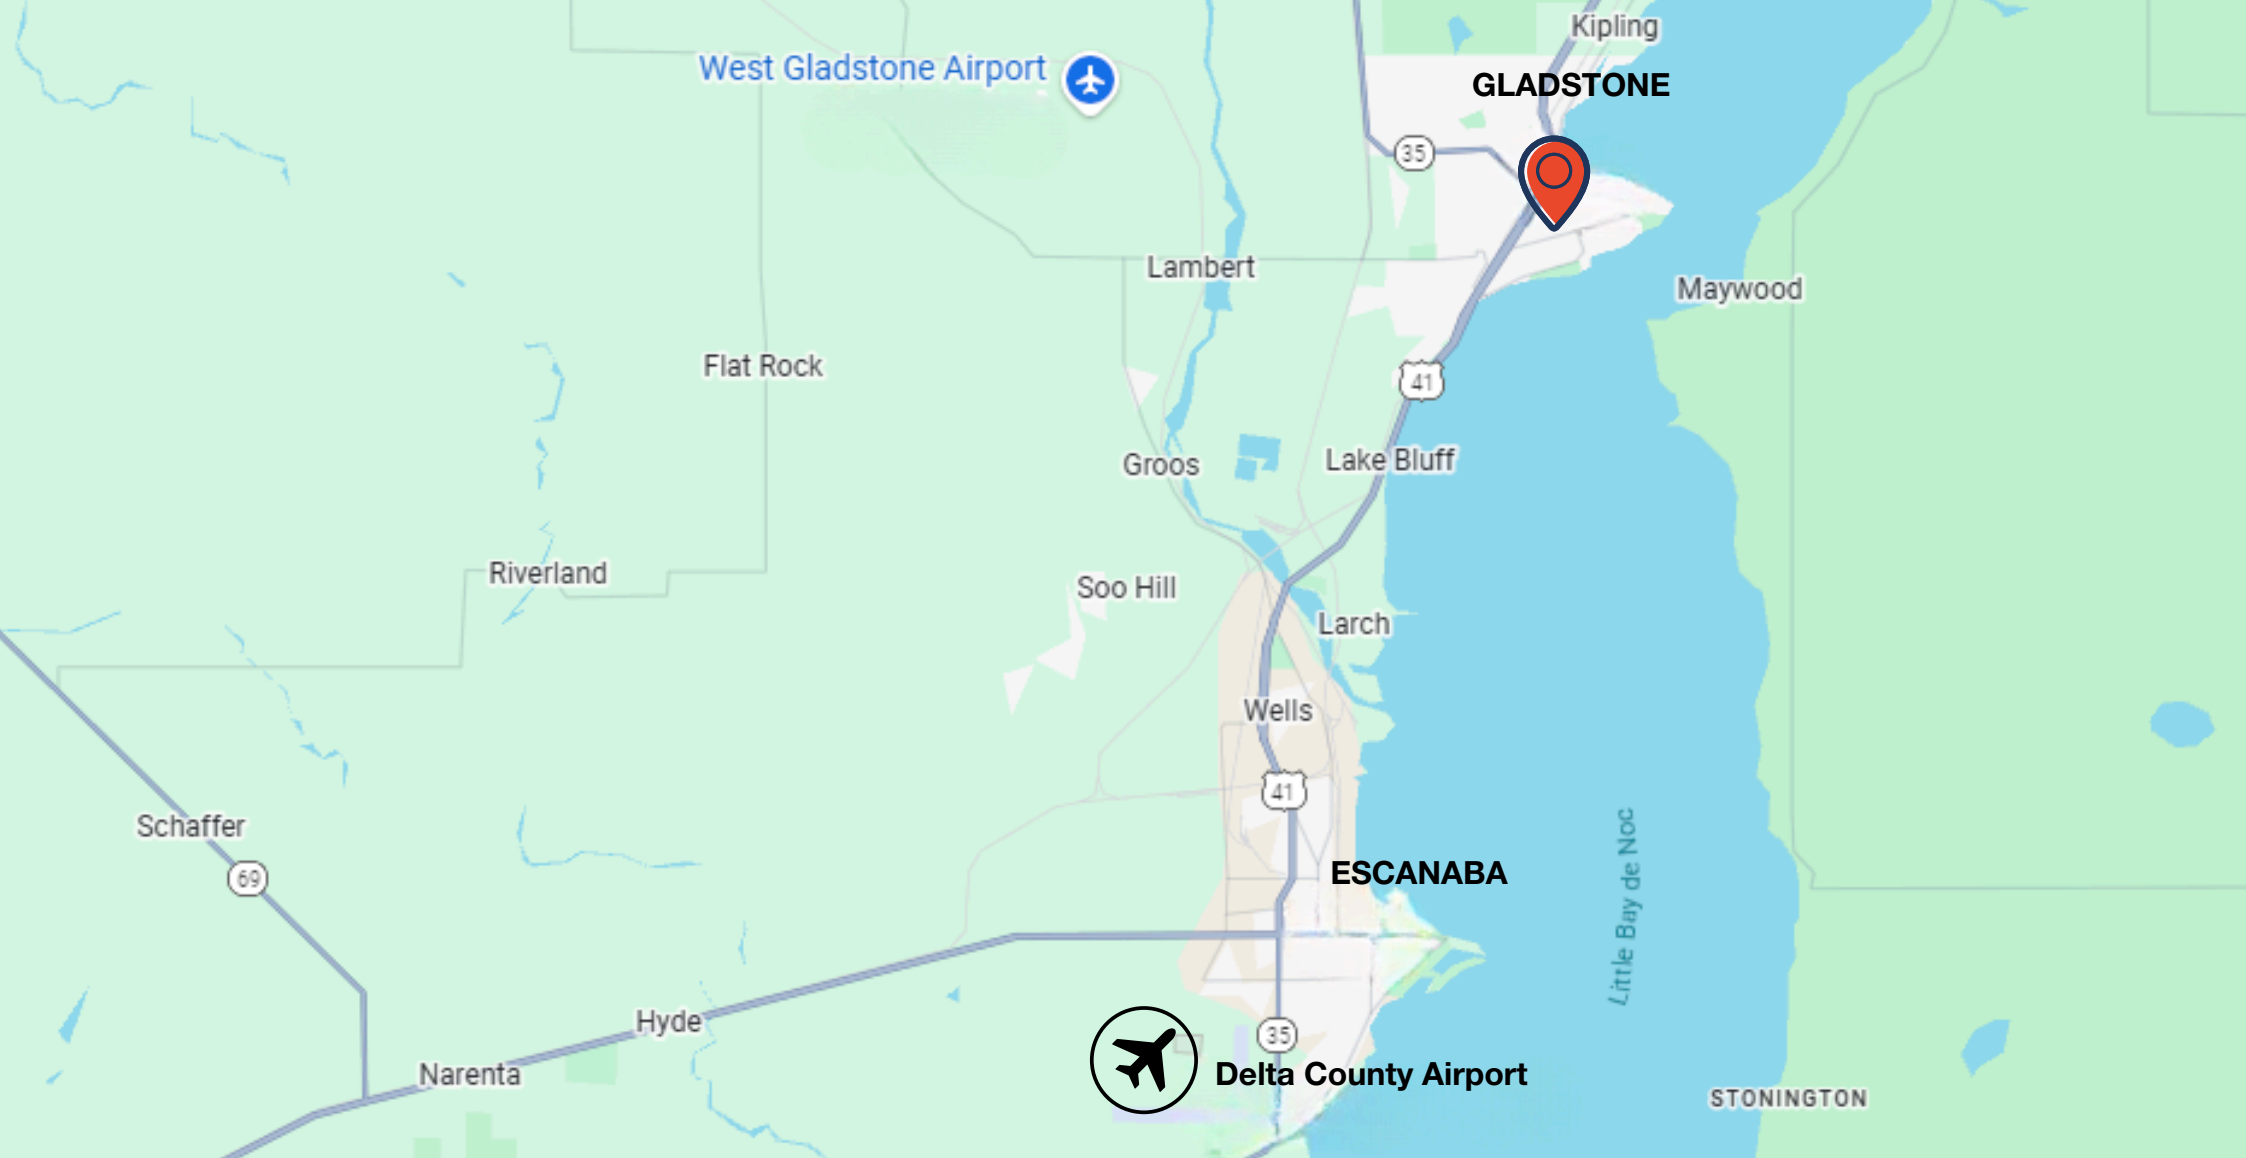 Kipling
West Gladstone Airport
GLADSTONE
35
Lambert
Maywood
Flat Rock
41
Groos
Lake Bluff
Riverland
Soo Hill
Larch
Wells
41
Schaffer
69
ESCANABA
Little Bay de Noc
Hyde
35
Narenta
Delta County Airport
STONINGTON